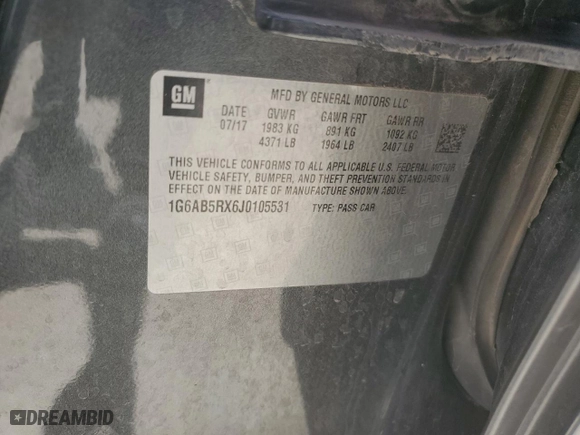 GM
MFD BY GENERAL MOTORS LLC
DATE GVWR GAWR FRT GAWR RR
07/17 1983 KG 891 KG 1092 KG
4371 LB 1964 LB 2407 LB
THIS VEHICLE CONFORMS TO ALL APPLICABLE U.S. FEDERAL MOTOR
VEHICLE SAFETY, BUMPER, AND THEFT PREVENTION STANDARDS IN
EFFECT ON THE DATE OF MANUFACTURE SHOWN ABOVE.
1G6AB5RX6J0105531 TYPE: PASS CAR
DREAMBID